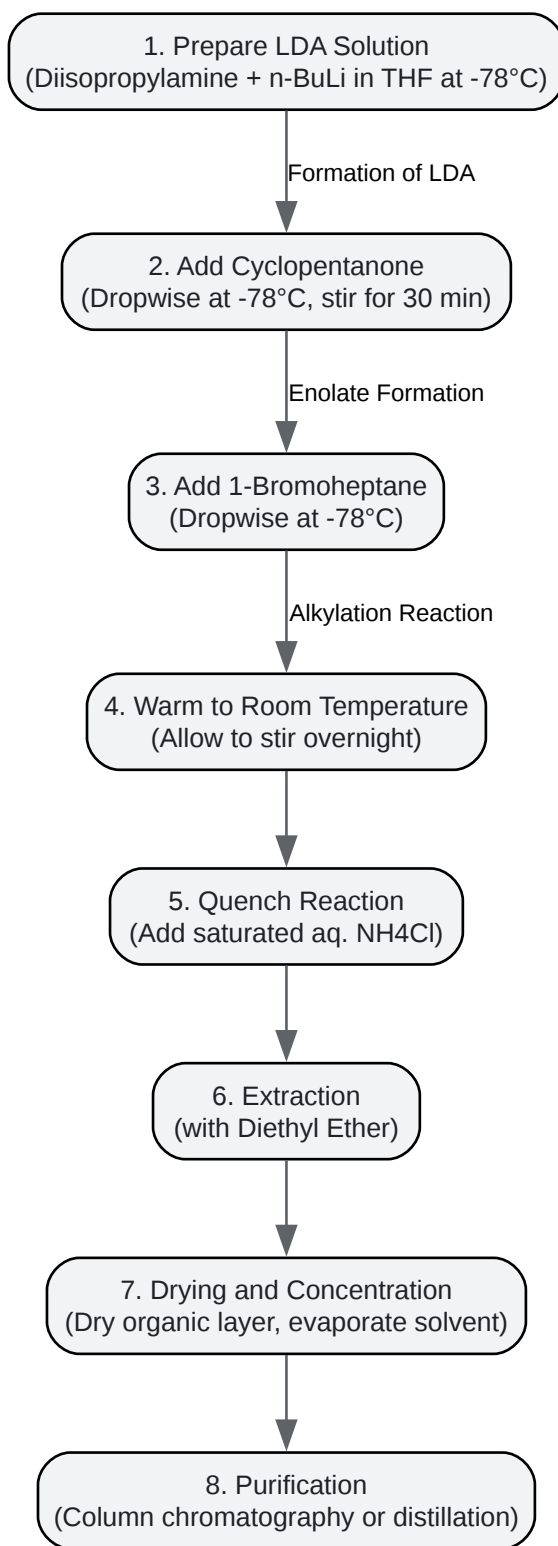 1. Prepare LDA Solution
(Diisopropylamine + n-BuLi in THF at -78°C)
Formation of LDA
2. Add Cyclopentanone
(Dropwise at -78°C, stir for 30 min)
Enolate Formation
3. Add 1-Bromoheptane
(Dropwise at -78°C)
Alkylation Reaction
4. Warm to Room Temperature
(Allow to stir overnight)
5. Quench Reaction
(Add saturated aq. NH4Cl)
6. Extraction
(with Diethyl Ether)
7. Drying and Concentration
(Dry organic layer, evaporate solvent)
8. Purification
(Column chromatography or distillation)